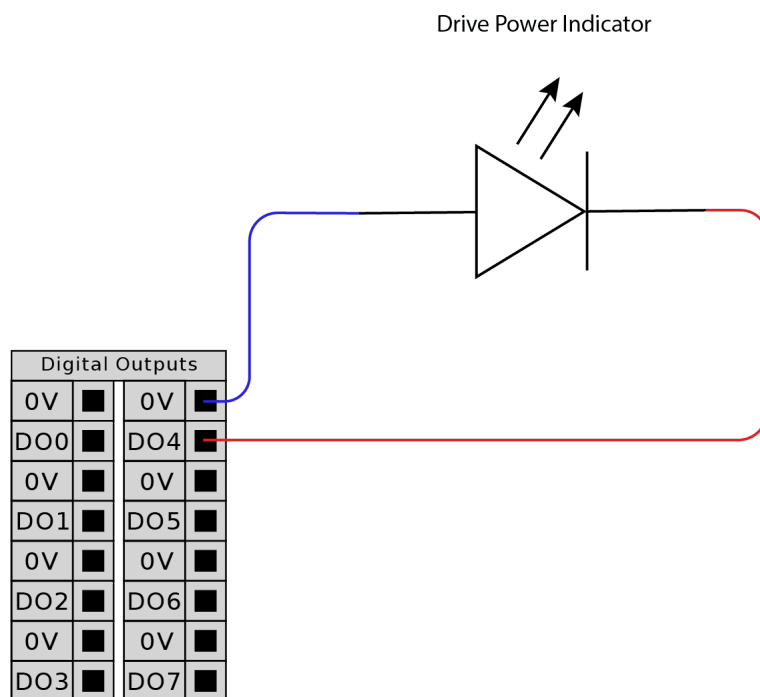 Drive Power Indicator
Digital Outputs
0V 0V
DO0 DO4
0V 0V
DO1 DO5
0V 0V
DO2 DO6
0V 0V
DO3 DO7